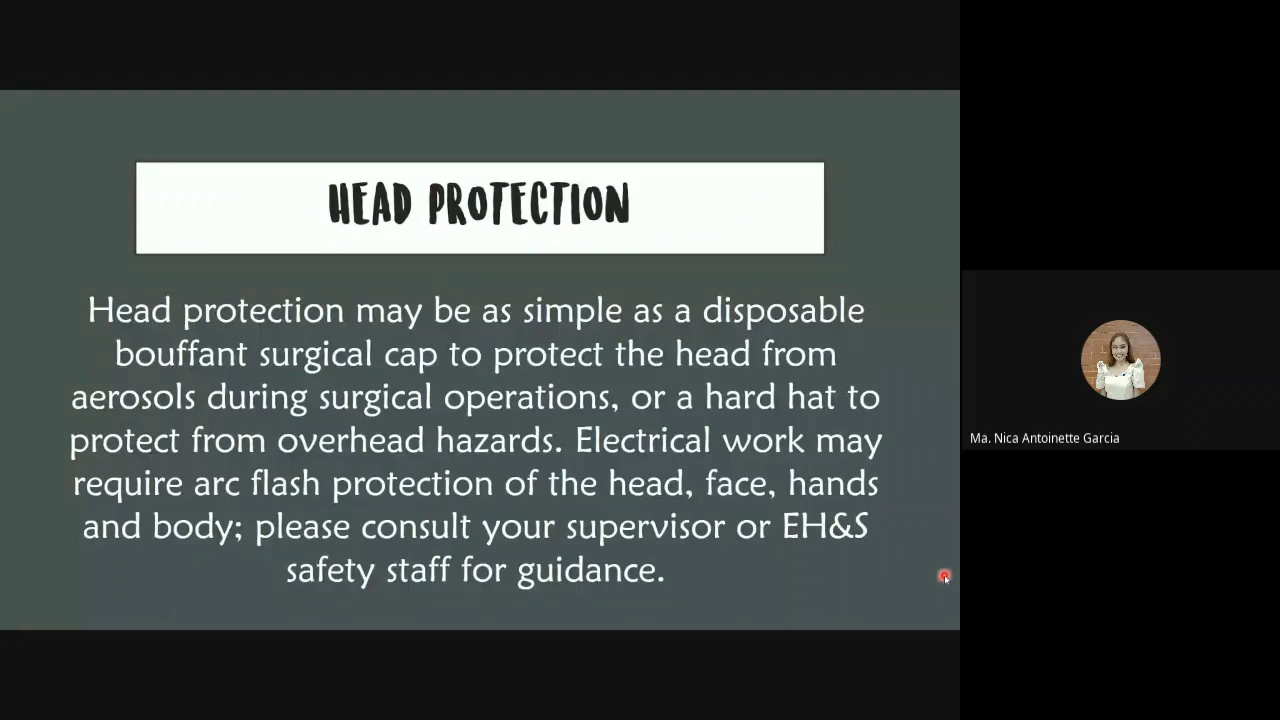 HEAD PROTECTION
Head protection may be as simple as a disposable
bouffant surgical cap to protect the head from
aerosols during surgical operations, or a hard hat to
protect from overhead hazards. Electrical work may
require arc flash protection of the head, face, hands
and body; please consult your supervisor or EH&S
safety staff for guidance.
Ma. Nica Antoinette Garcia